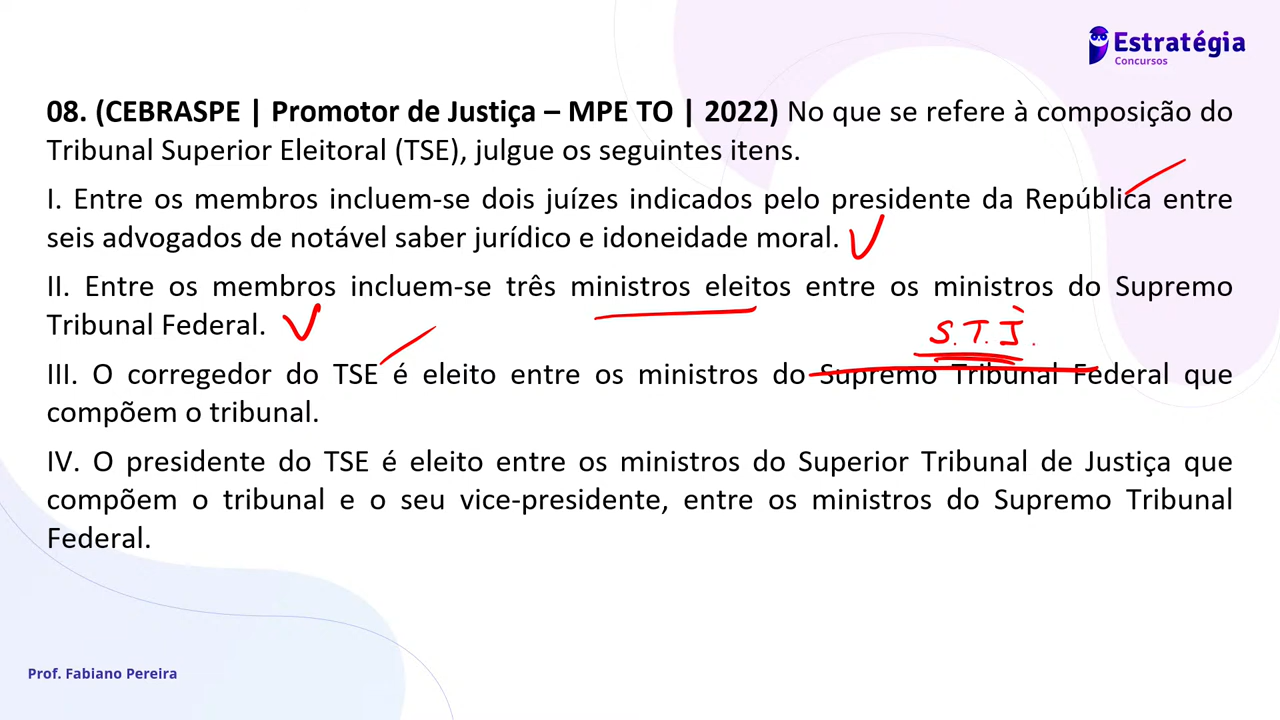 Estratégia
Concursos
08. (CEBRASPE | Promotor de Justiça – MPE TO | 2022) No que se refere à composição do
Tribunal Superior Eleitoral (TSE), julgue os seguintes itens.
I. Entre os membros incluem-se dois juízes indicados pelo presidente da República entre
seis advogados de notável saber jurídico e idoneidade moral.
II. Entre os membros incluem-se três ministros eleitos entre os ministros do Supremo
Tribunal Federal.
S.T.J.
III. O corregedor do TSE é eleito entre os ministros do Supremo Tribunal Federal que
compõem o tribunal.
IV. O presidente do TSE é eleito entre os ministros do Superior Tribunal de Justiça que
compõem o tribunal e o seu vice-presidente, entre os ministros do Supremo Tribunal
Federal.
Prof. Fabiano Pereira